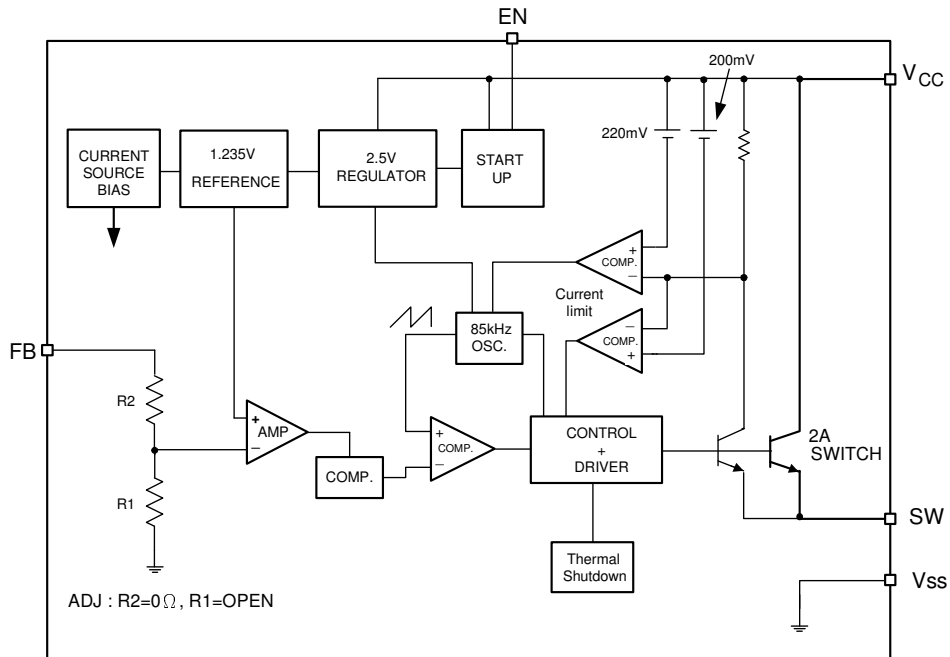 EN
200mV
VCC
220mV
CURRENT
SOURCE
BIAS
1.235V
REFERENCE
2.5V
REGULATOR
START
UP
+
COMP.
−
Current
limit
−
COMP.
+
85kHz
OSC.
FB
R2
+
AMP
−
+
COMP.
−
CONTROL
+
DRIVER
2A
SWITCH
COMP.
R1
SW
Thermal
Shutdown
Vss
ADJ : R2=0Ω, R1=OPEN